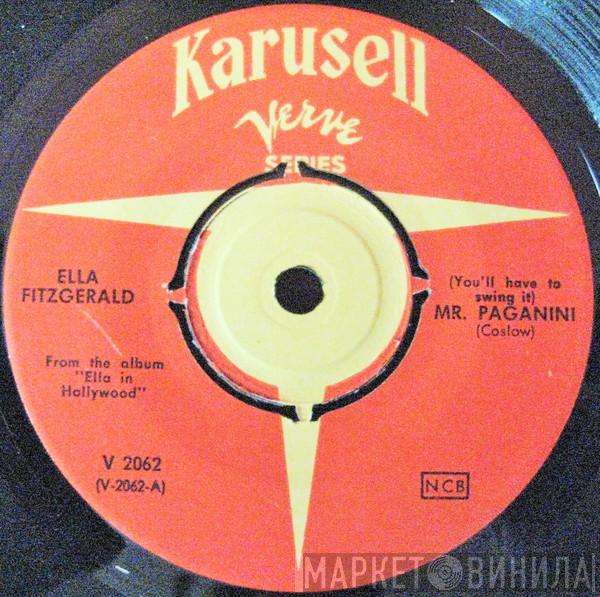 Karusell
Verve
SERIES
ELLA
FITZGERALD
(You'll have to
swing it)
MR. PAGANINI
(Coslow)
From the album
"Ella in
Hollywood"
V 2062
(V-2062-A)
NCB
МАРКЕТ ВИНИЛА